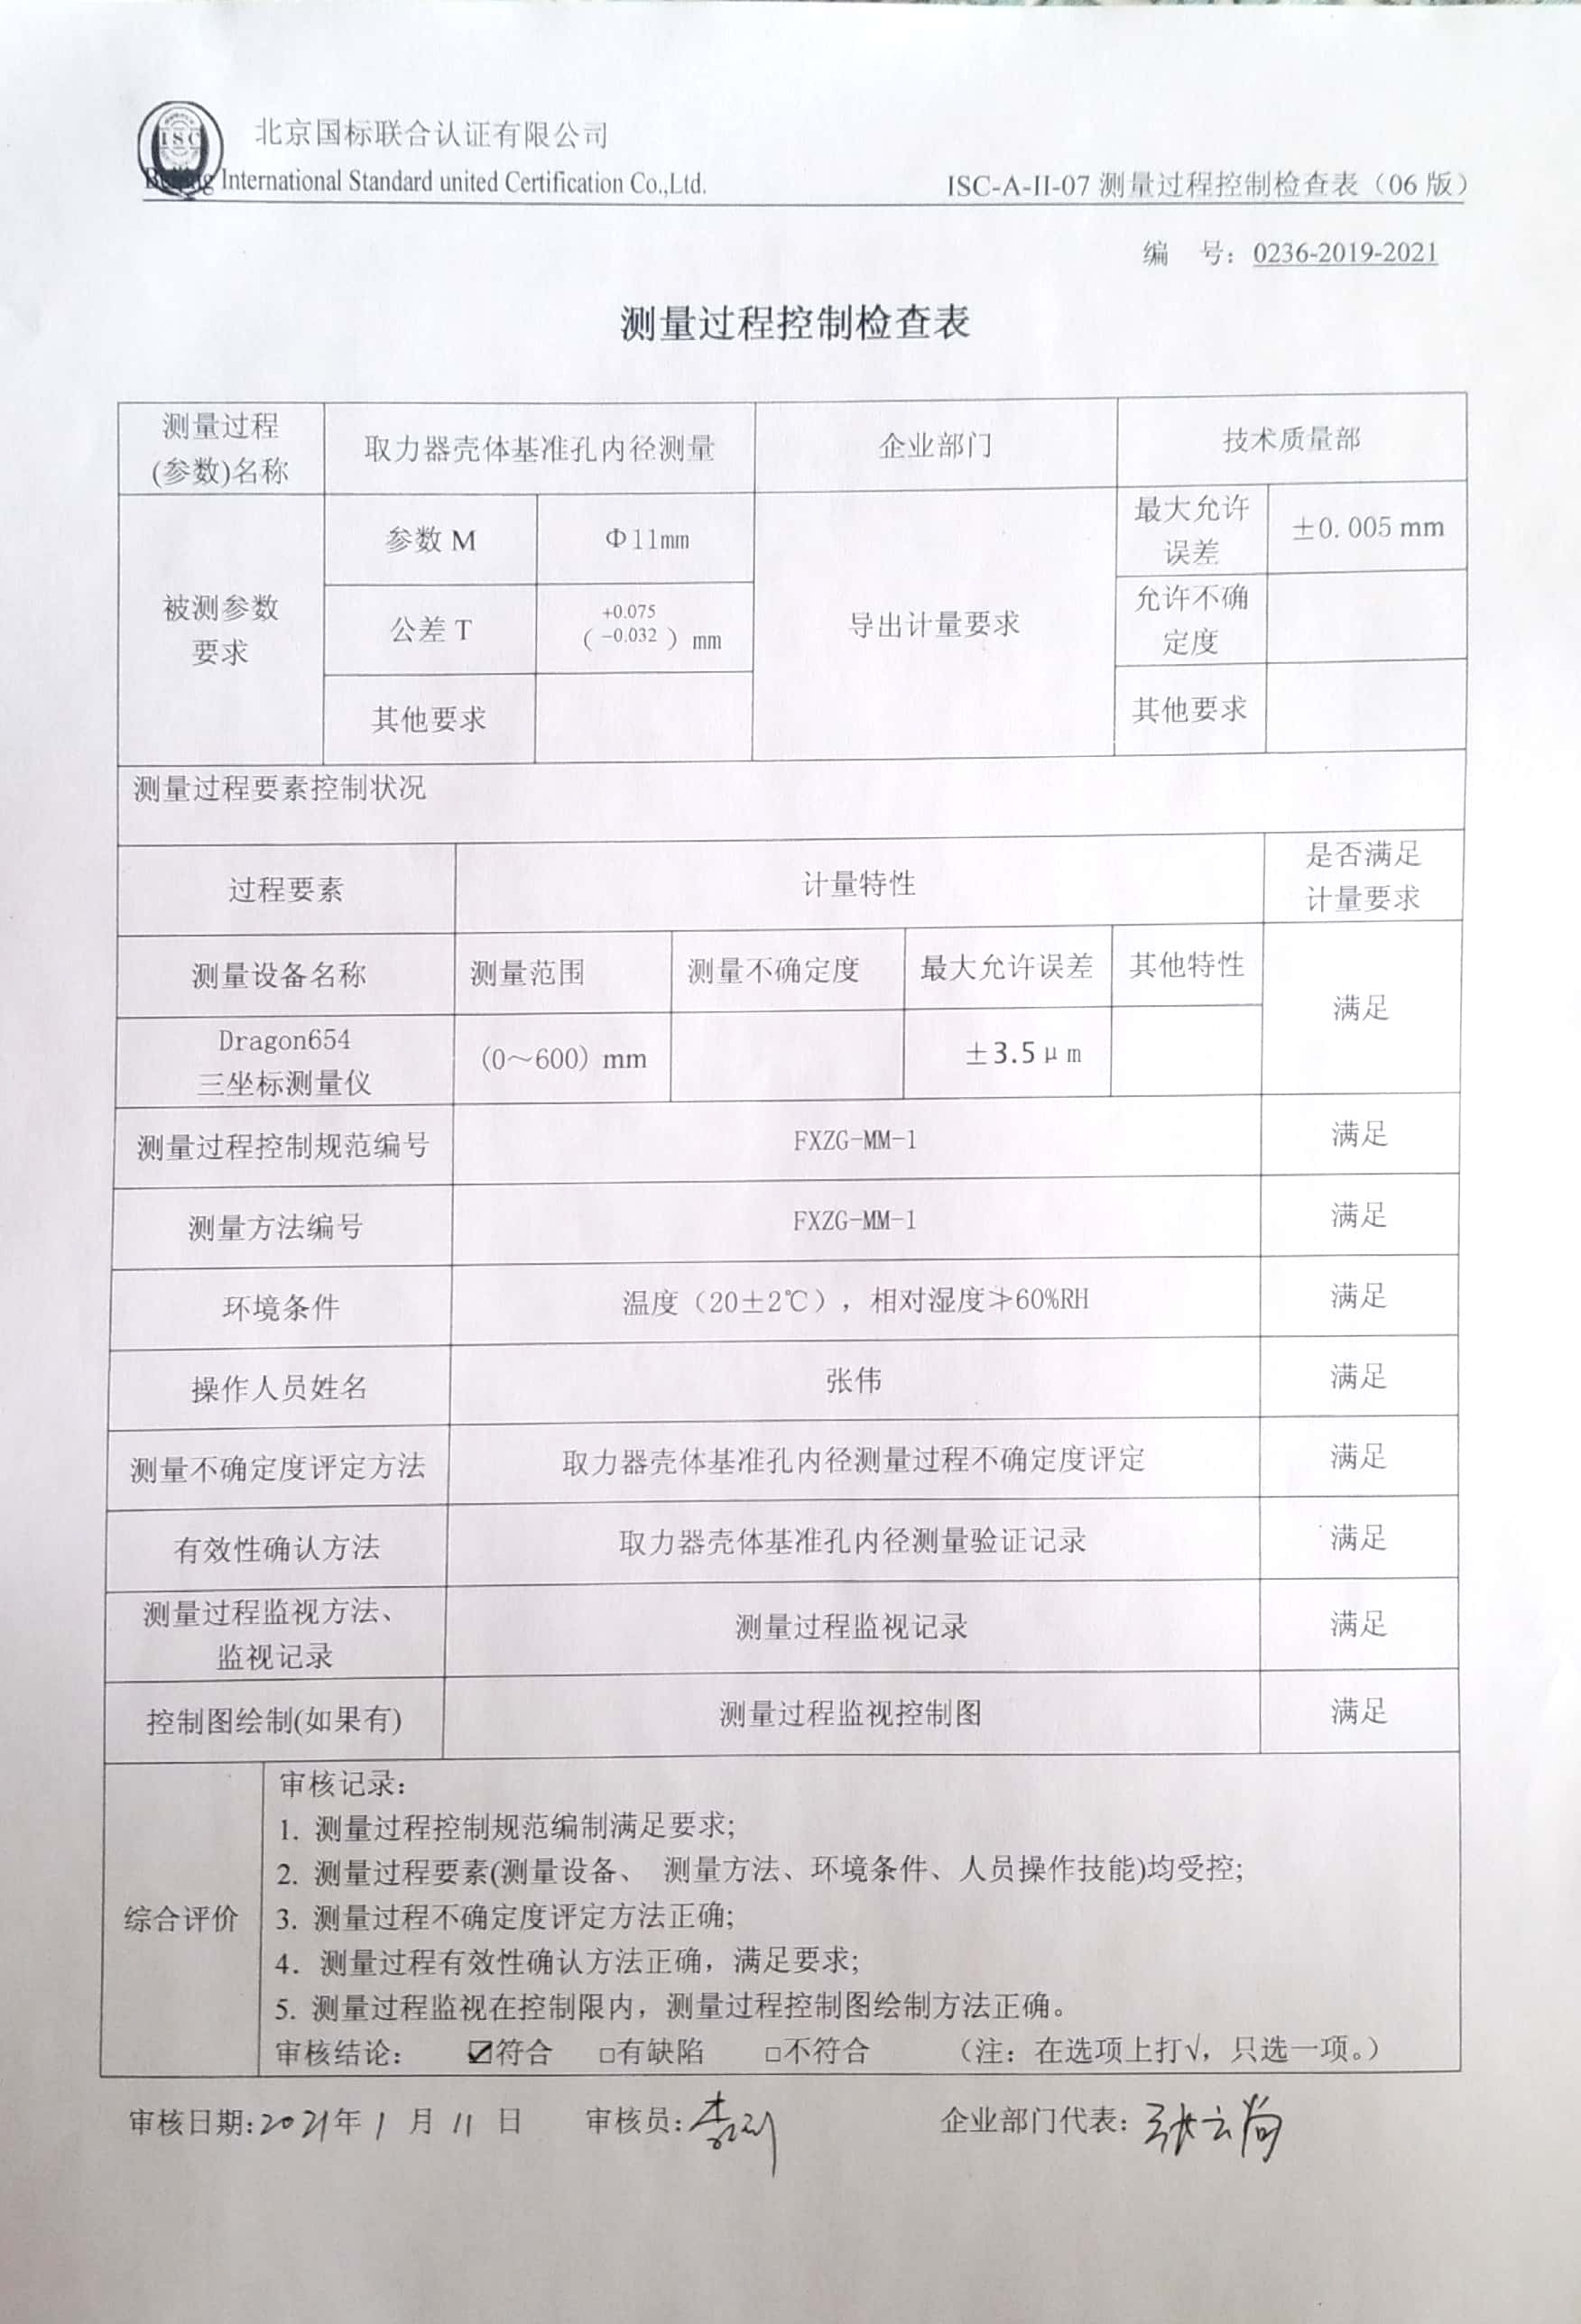 ISC
北京国标联合认证有限公司
Beijing International Standard united Certification Co.,Ltd.
ISC-A-II-07 测量过程控制检查表（06 版）
编 号：0236-2019-2021
测量过程控制检查表
测量过程
(参数)名称
取力器壳体基准孔内径测量
企业部门
技术质量部
被测参数
要求
参数 M
Φ11mm
导出计量要求
最大允许
误差
±0.005 mm
公差 T
+0.075
（ -0.032 ） mm
允许不确
定度
其他要求
其他要求
测量过程要素控制状况
过程要素
计量特性
是否满足
计量要求
测量设备名称
测量范围
测量不确定度
最大允许误差
其他特性
满足
Dragon654
三坐标测量仪
(0～600) mm
±3.5μm
测量过程控制规范编号
FXZG-MM-1
满足
测量方法编号
FXZG-MM-1
满足
环境条件
温度（20±2℃），相对湿度≯60%RH
满足
操作人员姓名
张伟
满足
测量不确定度评定方法
取力器壳体基准孔内径测量过程不确定度评定
满足
有效性确认方法
取力器壳体基准孔内径测量验证记录
满足
测量过程监视方法、
监视记录
测量过程监视记录
满足
控制图绘制(如果有)
测量过程监视控制图
满足
综合评价
审核记录:
1. 测量过程控制规范编制满足要求;
2. 测量过程要素(测量设备、 测量方法、环境条件、人员操作技能)均受控;
3. 测量过程不确定度评定方法正确;
4. 测量过程有效性确认方法正确，满足要求;
5. 测量过程监视在控制限内，测量过程控制图绘制方法正确。
审核结论： ☑符合 □有缺陷 □不符合 （注：在选项上打√，只选一项。）
审核日期:2021年 1 月 11 日 审核员: 企业部门代表: